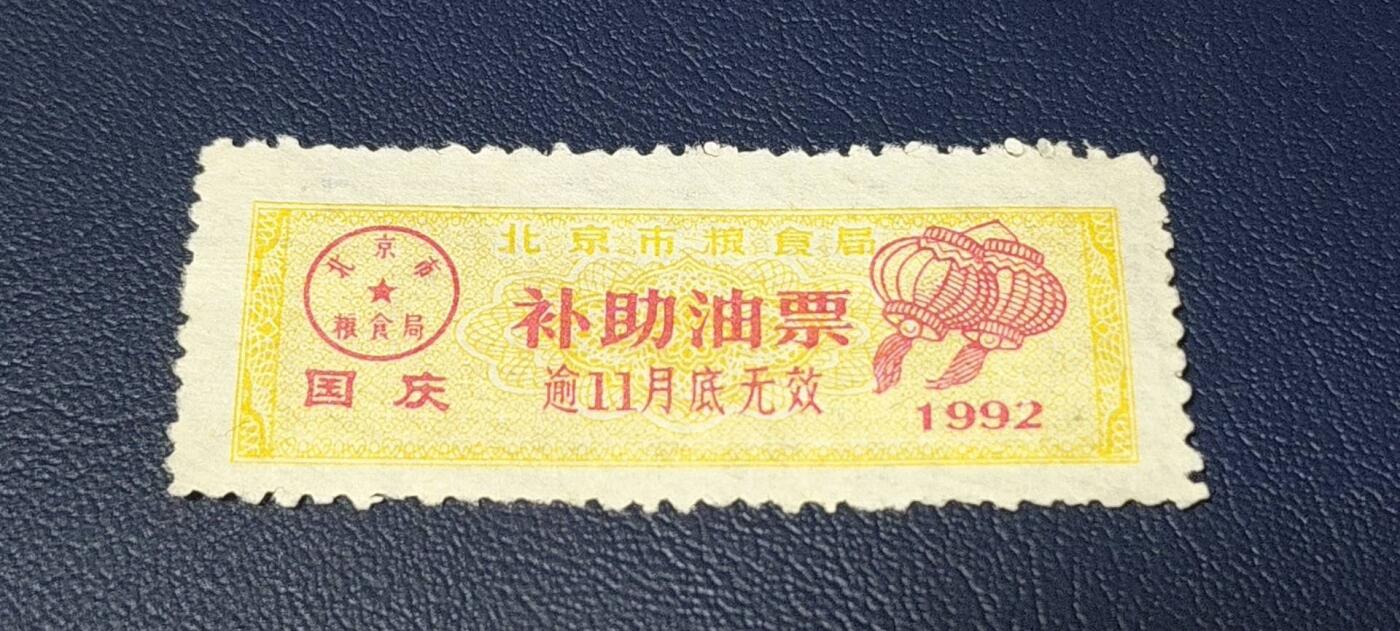 北京市粮食局
北京市
粮食局
补助油票
国庆
逾11月底无效
1992